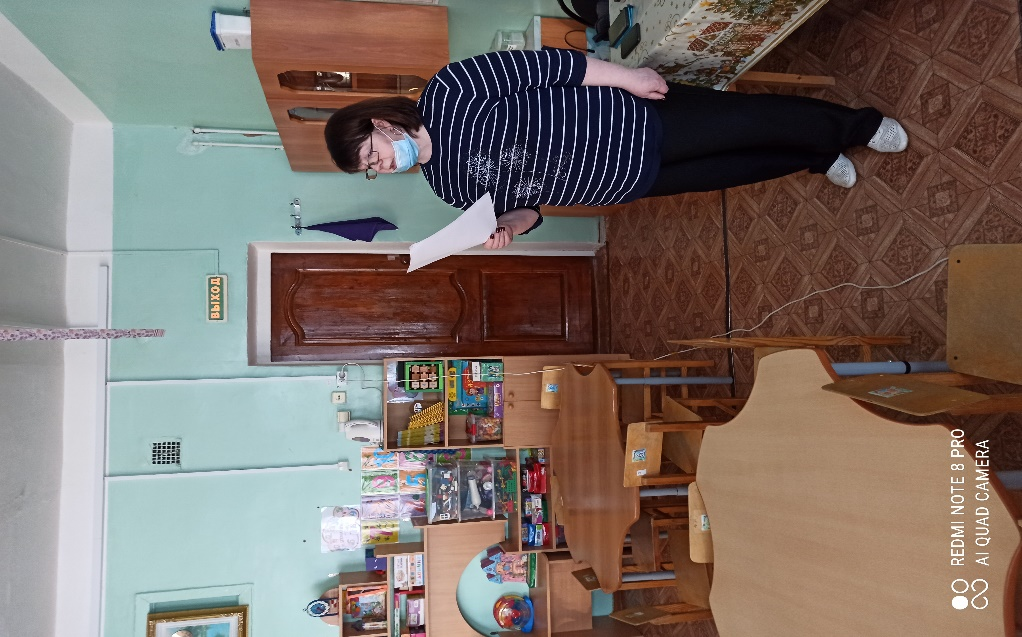 ВЫХОД
REDMI NOTE 8 PRO
AI QUAD CAMERA